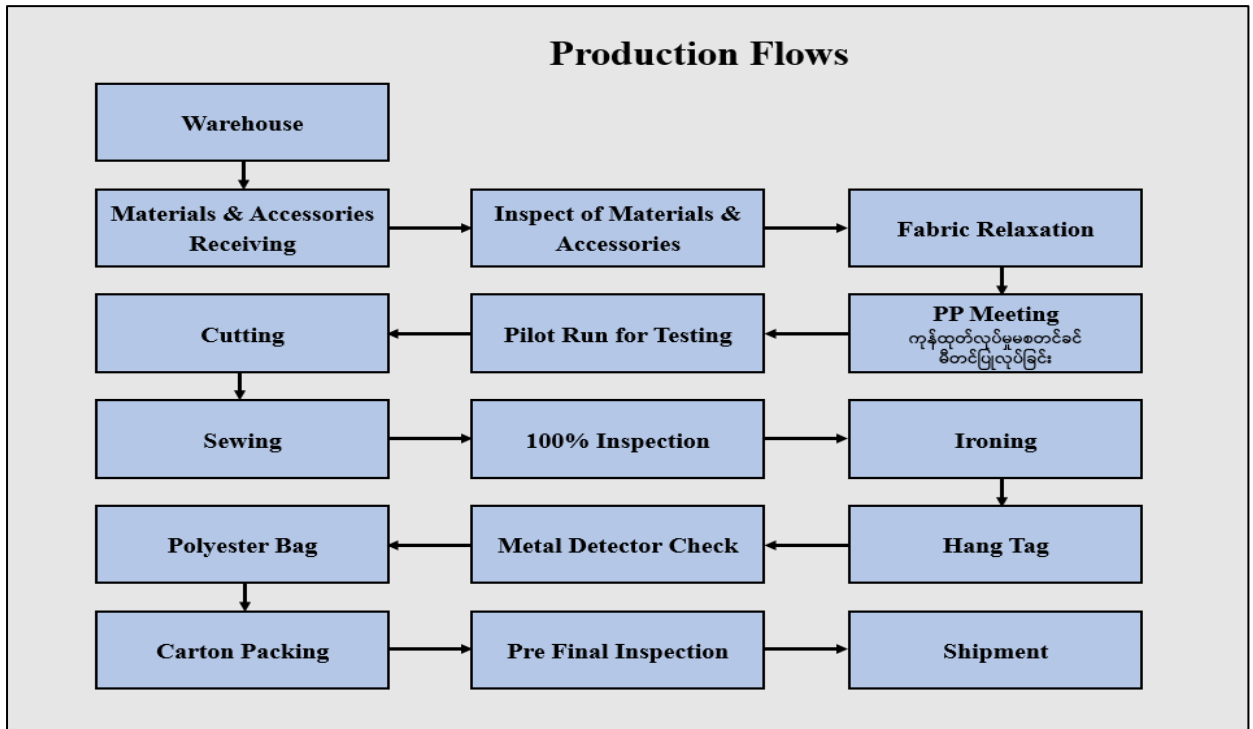 Production Flows
Warehouse
Materials & Accessories
Receiving
Inspect of Materials &
Accessories
Fabric Relaxation
PP Meeting
ကုန်ထုတ်လုပ်မှုမစတင်ခင်
မီတင်ပြုလုပ်ခြင်း
Pilot Run for Testing
Cutting
Sewing
100% Inspection
Ironing
Hang Tag
Metal Detector Check
Polyester Bag
Carton Packing
Pre Final Inspection
Shipment